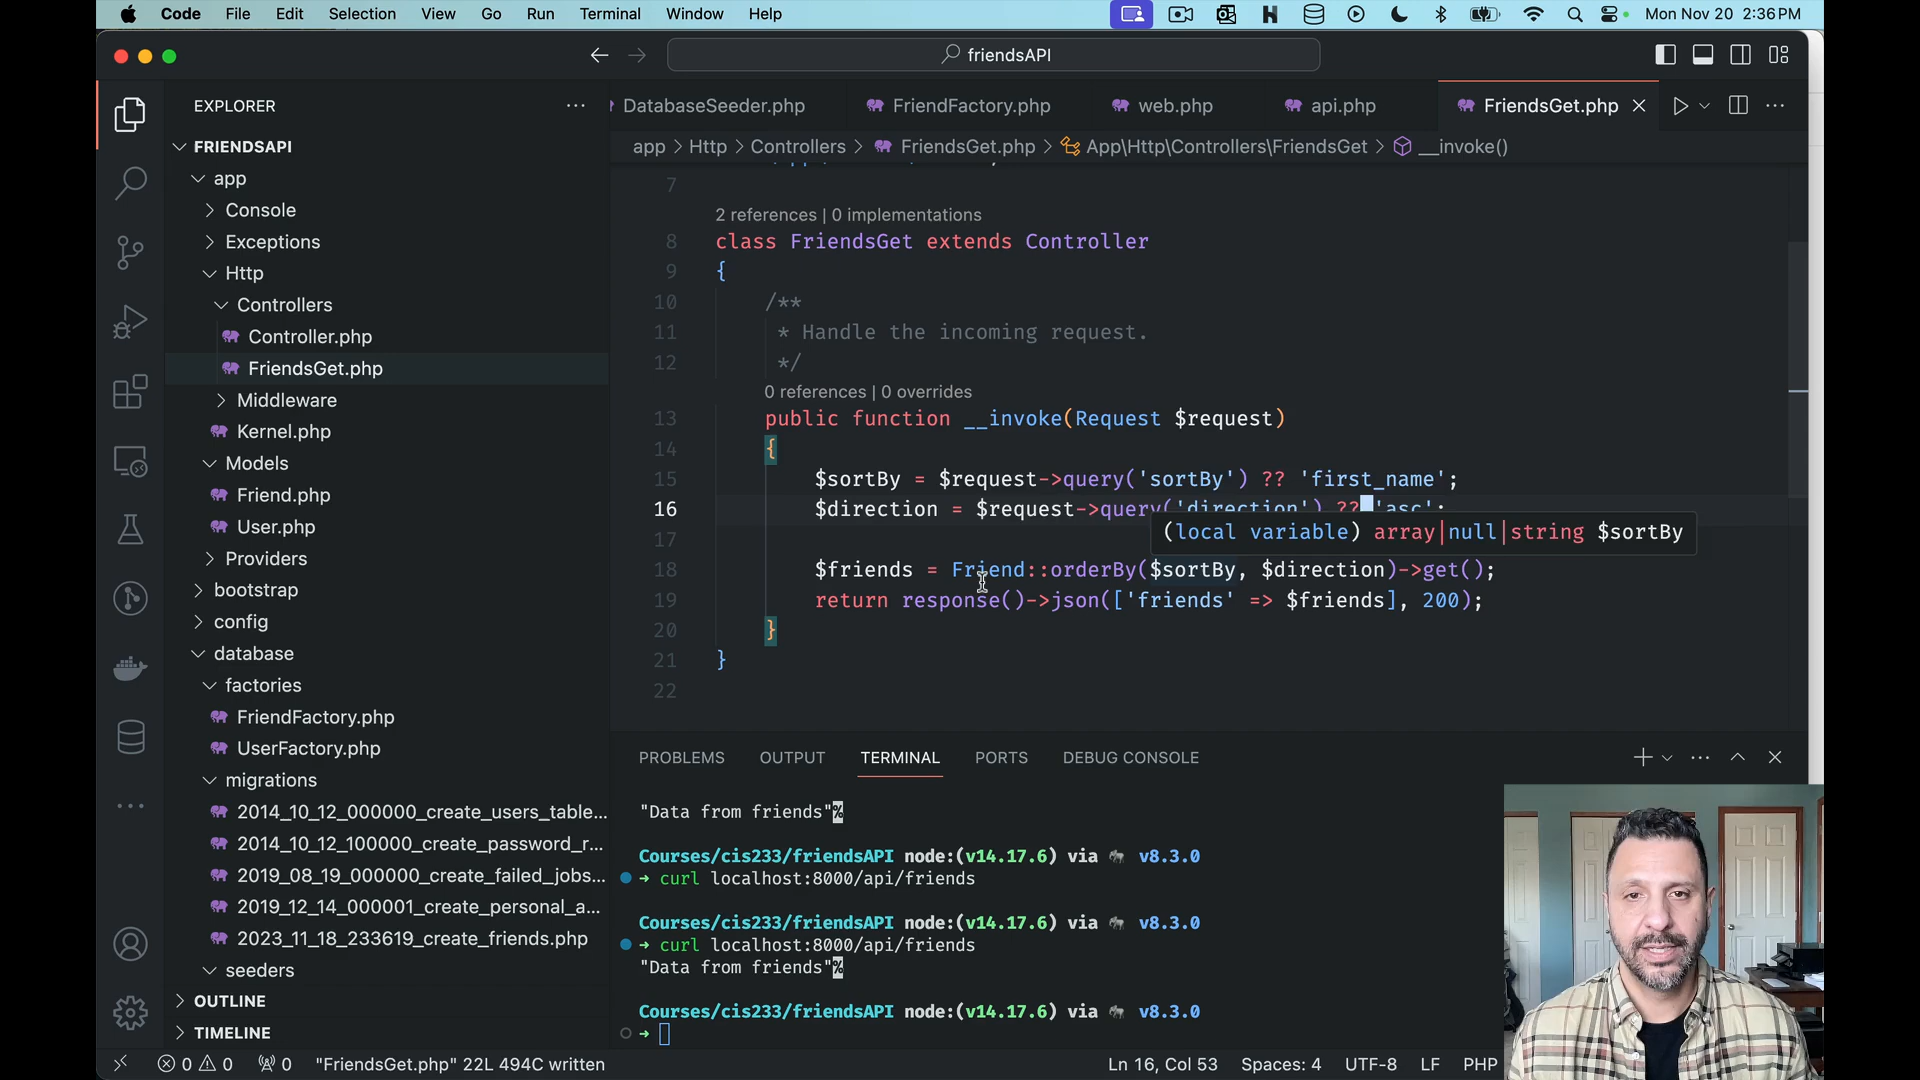 Code File Edit Selection View Go Run Terminal Window Help Mon Nov 20 2:36 PM
friendsAPI
EXPLORER
DatabaseSeeder.php FriendFactory.php web.php api.php FriendsGet.php
app > Http > Controllers > FriendsGet.php > App\Http\Controllers\FriendsGet > __invoke()
FRIENDSAPI
app
Console
Exceptions
Http
Controllers
Controller.php
FriendsGet.php
Middleware
Kernel.php
Models
Friend.php
User.php
Providers
bootstrap
config
database
factories
FriendFactory.php
UserFactory.php
migrations
2014_10_12_000000_create_users_table...
2014_10_12_100000_create_password_r...
2019_08_19_000000_create_failed_jobs...
2019_12_14_000001_create_personal_a...
2023_11_18_233619_create_friends.php
seeders
OUTLINE
TIMELINE
7
2 references | 0 implementations
8 class FriendsGet extends Controller
9 {
10 /**
11 * Handle the incoming request.
12 */
0 references | 0 overrides
13 public function __invoke(Request $request)
14 {
15 $sortBy = $request->query('sortBy') ?? 'first_name';
16 $direction = $request->query('direction') ?? 'asc';
(local variable) array|null|string $sortBy
17
18 $friends = Friend::orderBy($sortBy, $direction)->get();
19 return response()->json(['friends' => $friends], 200);
20 }
21 }
22
PROBLEMS OUTPUT TERMINAL PORTS DEBUG CONSOLE
"Data from friends"%
Courses/cis233/friendsAPI node:(v14.17.6) via 🐘 v8.3.0
➜ curl localhost:8000/api/friends
Courses/cis233/friendsAPI node:(v14.17.6) via 🐘 v8.3.0
➜ curl localhost:8000/api/friends
"Data from friends"%
Courses/cis233/friendsAPI node:(v14.17.6) via 🐘 v8.3.0
➜
0 0 0 "FriendsGet.php" 22L 494C written Ln 16, Col 53 Spaces: 4 UTF-8 LF PHP